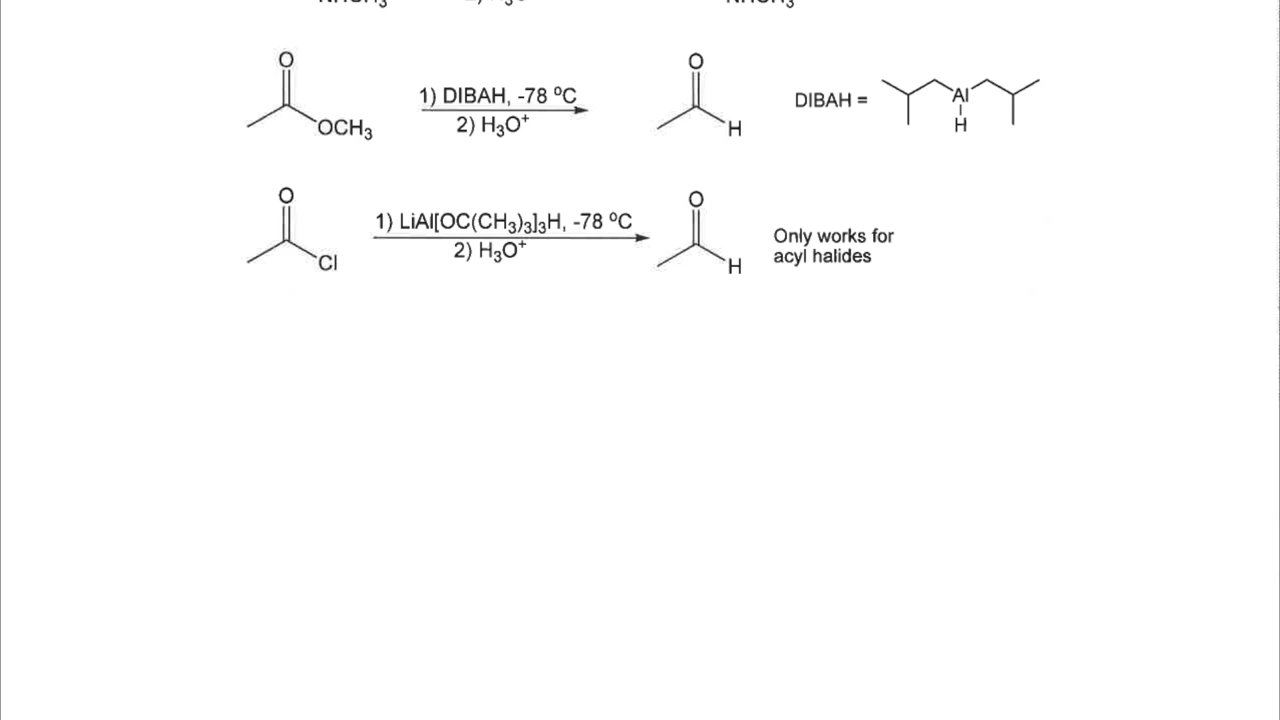 O
OCH₃
1) DIBAH, -78 ºC
2) H₃O⁺
O
H
DIBAH =
Al
H
O
Cl
1) LiAl[OC(CH₃)₃]₃H, -78 ºC
2) H₃O⁺
O
H
Only works for
acyl halides